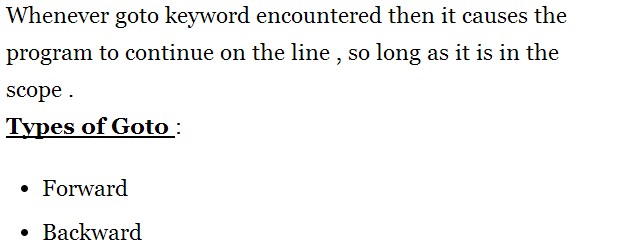 Whenever goto keyword encountered then it causes the
program to continue on the line , so long as it is in the
scope .
Types of Goto :
• Forward
• Backward